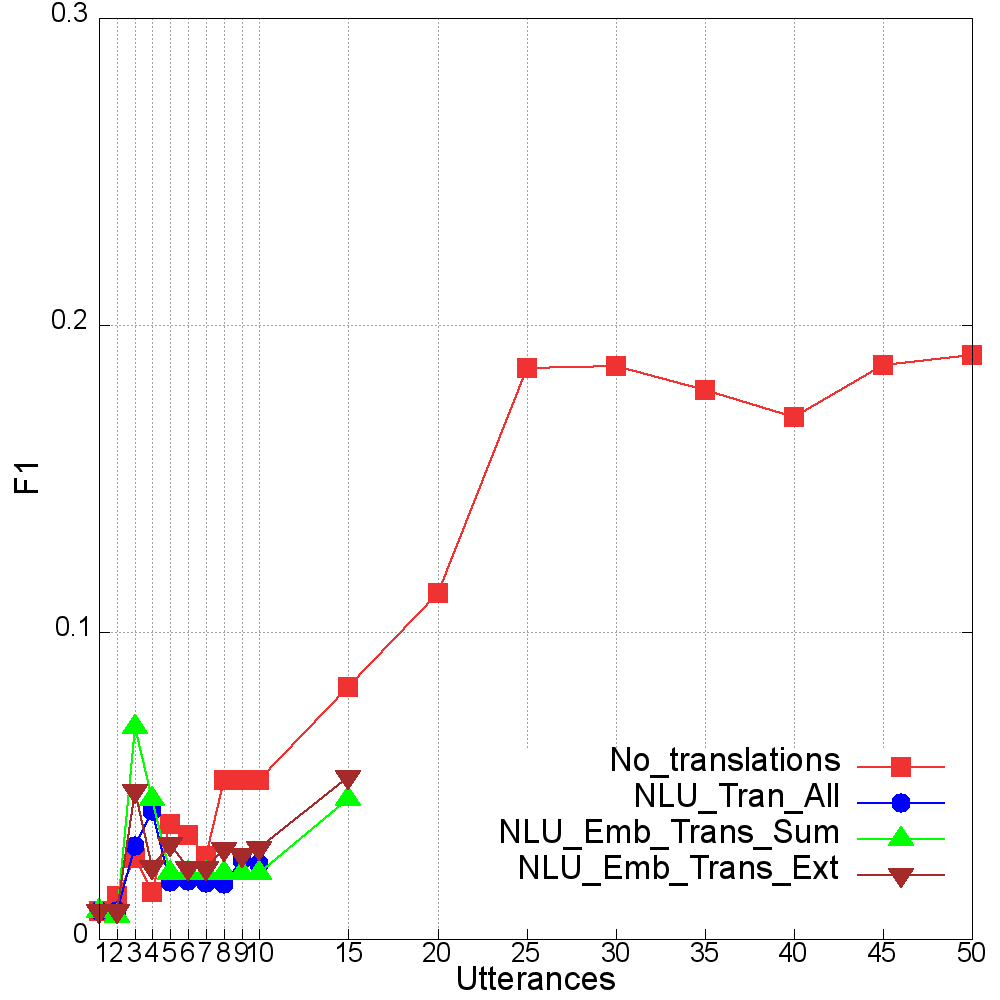 0.3
0.2
0.1
0
F1
1 2 3 4 5 6 7 8 9 10 15 20 25 30 35 40 45 50
Utterances
No_translations
NLU_Tran_All
NLU_Emb_Trans_Sum
NLU_Emb_Trans_Ext